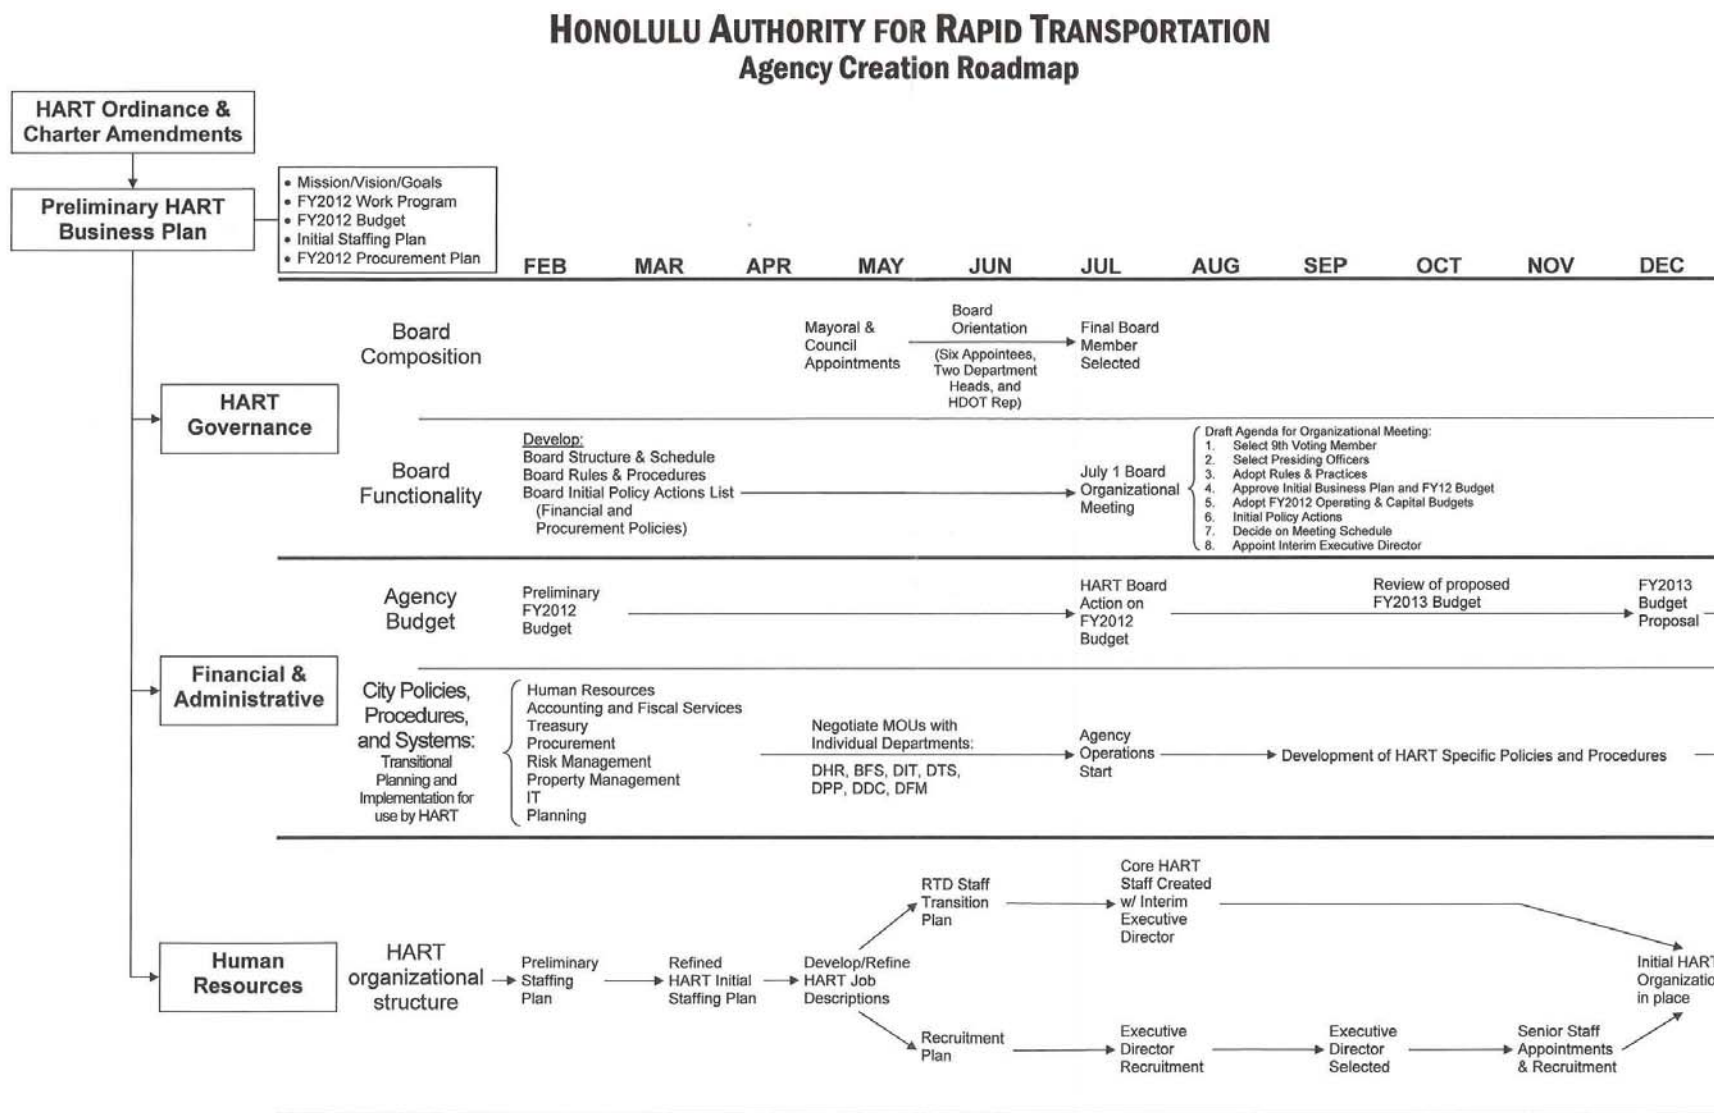 HONOLULU AUTHORITY FOR RAPID TRANSPORTATION
Agency Creation Roadmap
HART Ordinance &
Charter Amendments
Preliminary HART
Business Plan
• Mission/Vision/Goals
• FY2012 Work Program
• FY2012 Budget
• Initial Staffing Plan
• FY2012 Procurement Plan
FEB MAR APR MAY JUN JUL AUG SEP OCT NOV DEC
HART
Governance
Board
Composition
Mayoral &
Council
Appointments
Board
Orientation
(Six Appointees,
Two Department
Heads, and
HDOT Rep)
Final Board
Member
Selected
Board
Functionality
Develop:
Board Structure & Schedule
Board Rules & Procedures
Board Initial Policy Actions List
(Financial and
Procurement Policies)
July 1 Board
Organizational
Meeting
Draft Agenda for Organizational Meeting:
1. Select 9th Voting Member
2. Select Presiding Officers
3. Adopt Rules & Practices
4. Approve Initial Business Plan and FY12 Budget
5. Adopt FY2012 Operating & Capital Budgets
6. Initial Policy Actions
7. Decide on Meeting Schedule
8. Appoint Interim Executive Director
Financial &
Administrative
Agency
Budget
Preliminary
FY2012
Budget
HART Board
Action on
FY2012
Budget
Review of proposed
FY2013 Budget
FY2013
Budget
Proposal
City Policies,
Procedures,
and Systems:
Transitional
Planning and
Implementation for
use by HART
Human Resources
Accounting and Fiscal Services
Treasury
Procurement
Risk Management
Property Management
IT
Planning
Negotiate MOUs with
Individual Departments:
DHR, BFS, DIT, DTS,
DPP, DDC, DFM
Agency
Operations
Start
Development of HART Specific Policies and Procedures
Human
Resources
HART
organizational
structure
Preliminary
Staffing
Plan
Refined
HART Initial
Staffing Plan
Develop/Refine
HART Job
Descriptions
RTD Staff
Transition
Plan
Core HART
Staff Created
w/ Interim
Executive
Director
Recruitment
Plan
Executive
Director
Recruitment
Executive
Director
Selected
Senior Staff
Appointments
& Recruitment
Initial HART
Organizatio
in place